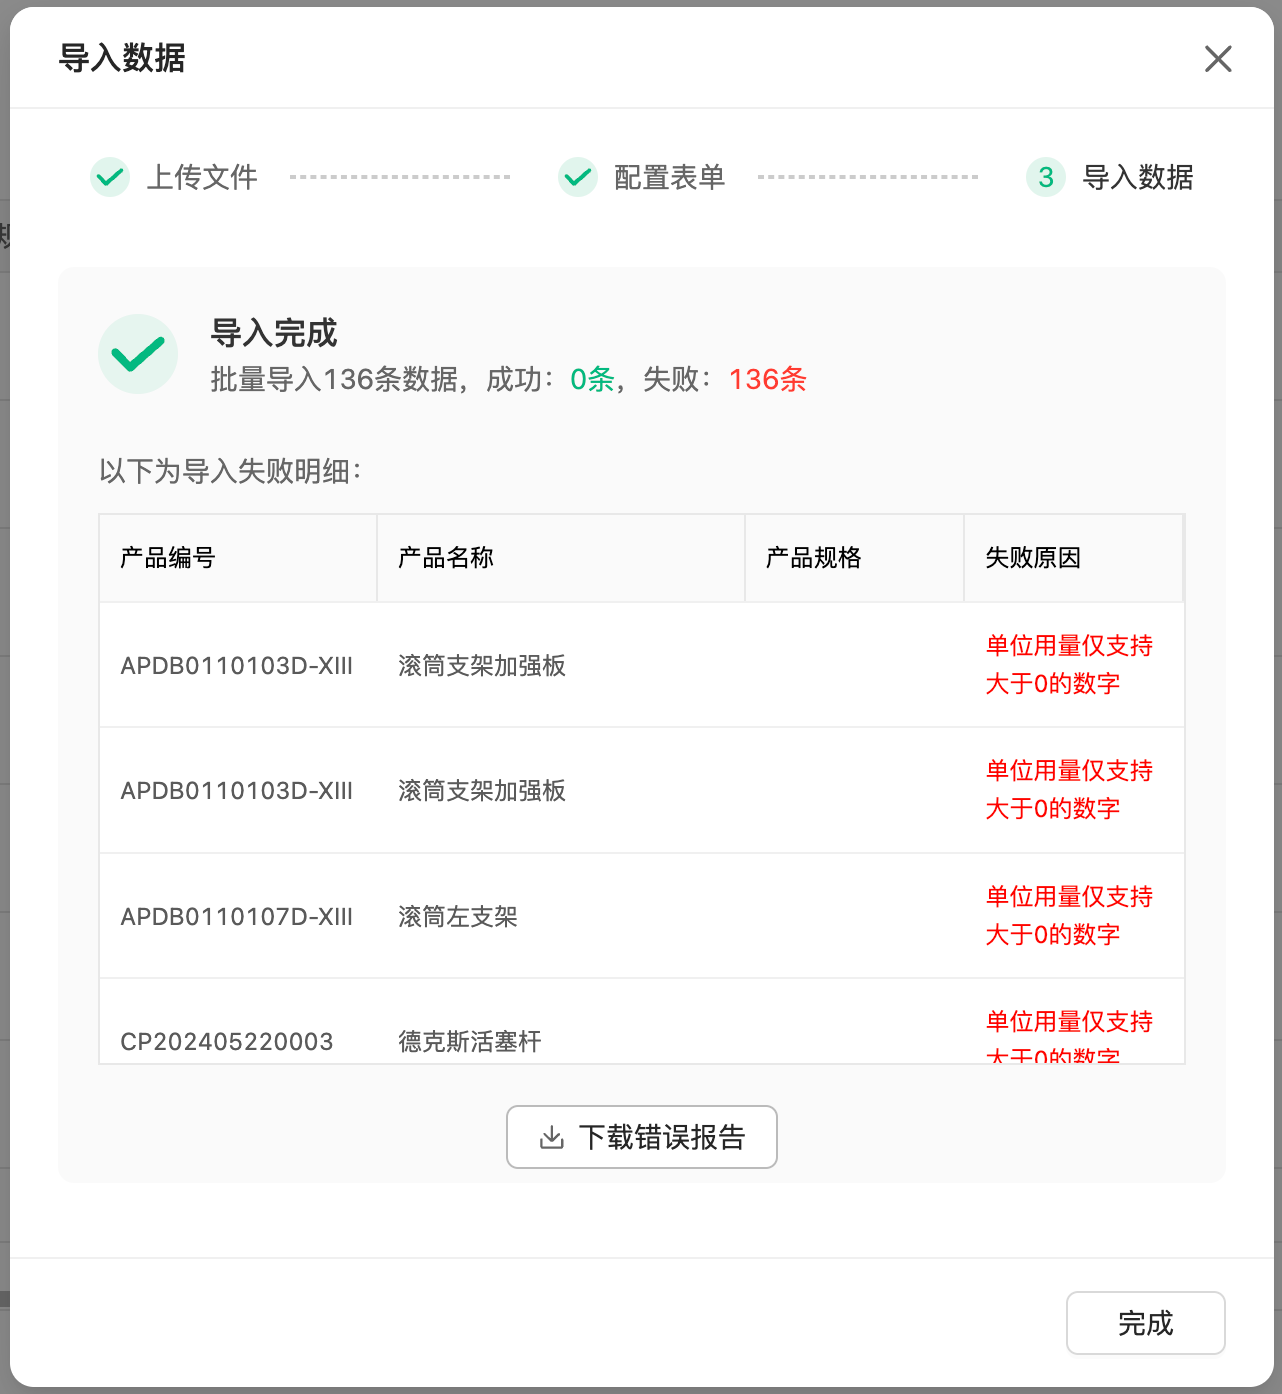 导入数据
上传文件
配置表单
3 导入数据
导入完成
批量导入136条数据，成功：0条，失败：136条
以下为导入失败明细：
产品编号 产品名称 产品规格 失败原因
APDB0110103D-XIII 滚筒支架加强板 单位用量仅支持
大于0的数字
APDB0110103D-XIII 滚筒支架加强板 单位用量仅支持
大于0的数字
APDB0110107D-XIII 滚筒左支架 单位用量仅支持
大于0的数字
CP202405220003 德克斯活塞杆 单位用量仅支持
大于0的数字
下载错误报告
完成